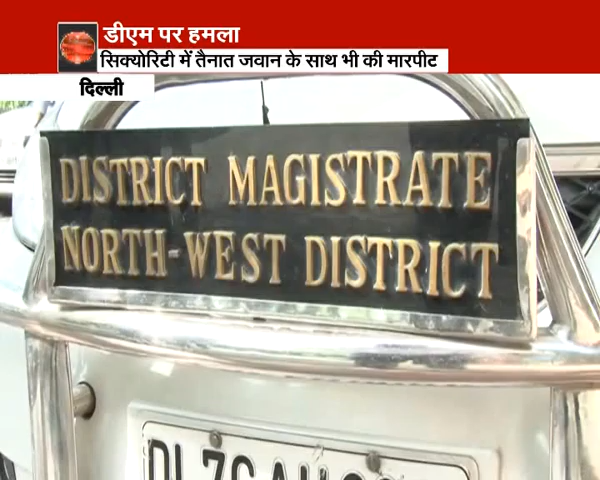 डीएम पर हमला
सिक्योरिटी में तैनात जवान के साथ भी की मारपीट
दिल्ली
DISTRICT MAGISTRATE
NORTH-WEST DISTRICT